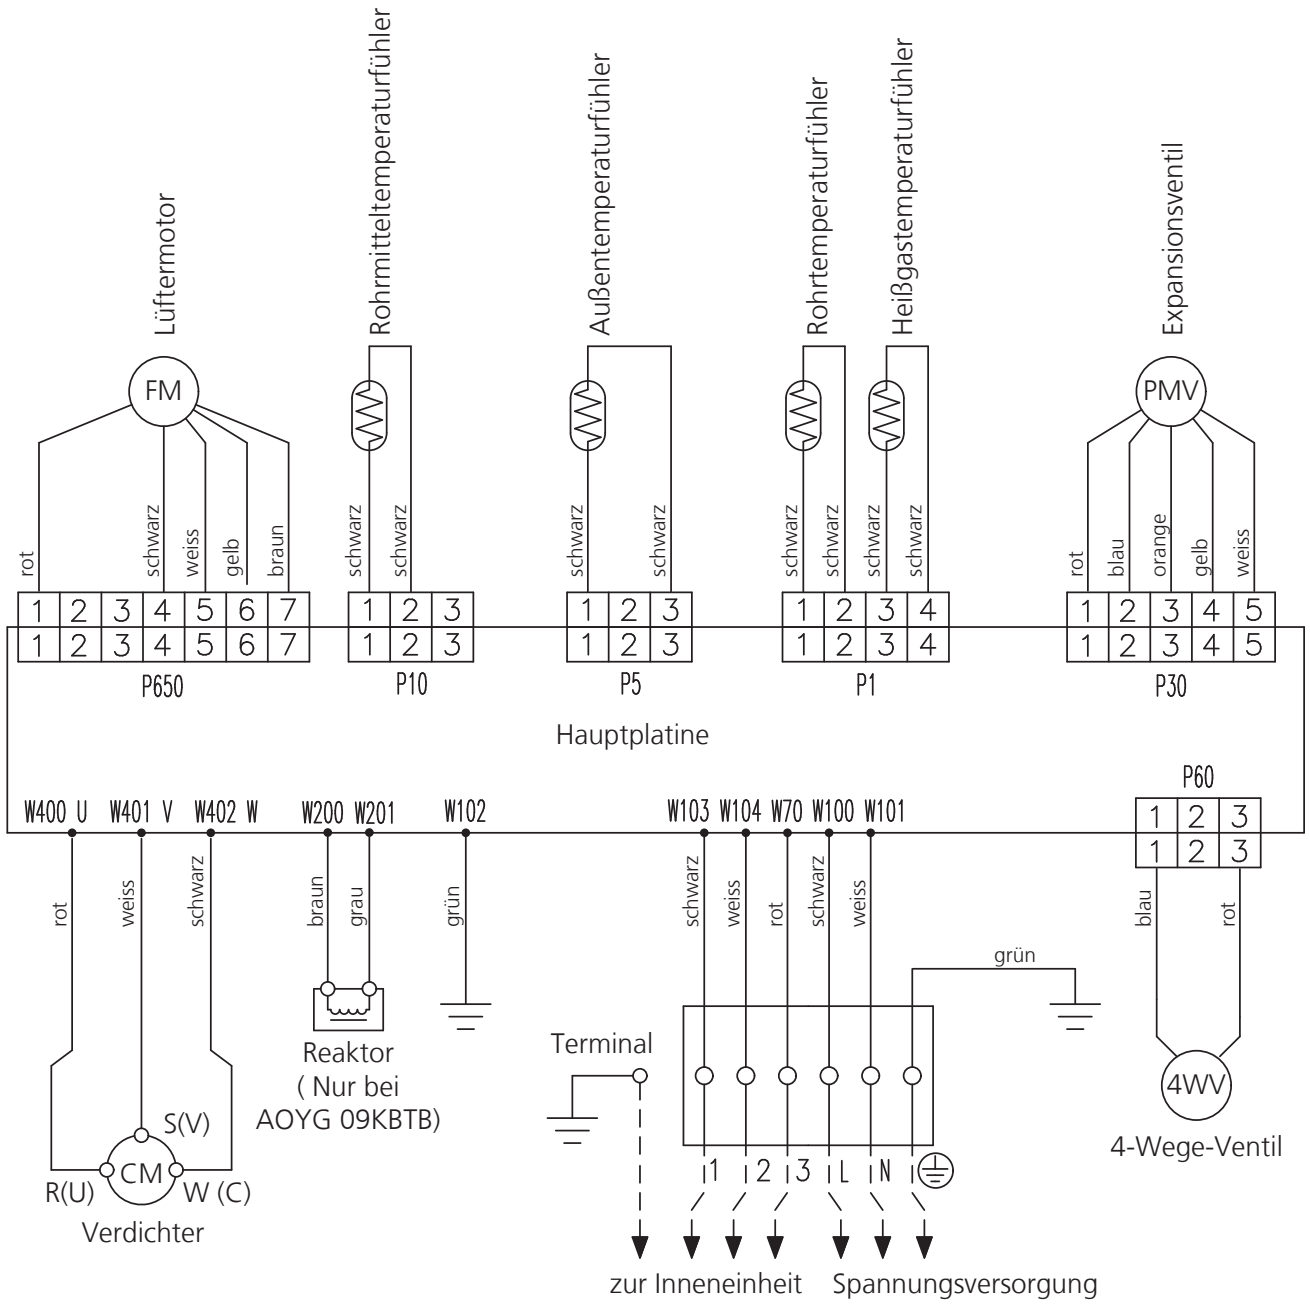 Lüftermotor
Rohrmitteltemperaturfühler
Außentemperaturfühler
Rohrtemperaturfühler
Heißgastemperaturfühler
Expansionsventil
FM
PMV
rot
schwarz
weiss
gelb
braun
schwarz
schwarz
schwarz
schwarz
schwarz
schwarz
schwarz
schwarz
rot
blau
orange
gelb
weiss
1 2 3 4 5 6 7
1 2 3 4 5 6 7
P650
1 2 3
1 2 3
P10
1 2 3
1 2 3
P5
1 2 3 4
1 2 3 4
P1
1 2 3 4 5
1 2 3 4 5
P30
Hauptplatine
P60
1 2 3
1 2 3
W400 U W401 V W402 W W200 W201 W102 W103 W104 W70 W100 W101
rot
weiss
schwarz
braun
grau
grün
schwarz
weiss
rot
schwarz
weiss
blau
rot
grün
Reaktor
( Nur bei
AOYG 09KBTB)
Terminal
4WV
4-Wege-Ventil
S(V)
CM
R(U)
W (C)
Verdichter
1 2 3 L N
zur Inneneinheit
Spannungsversorgung